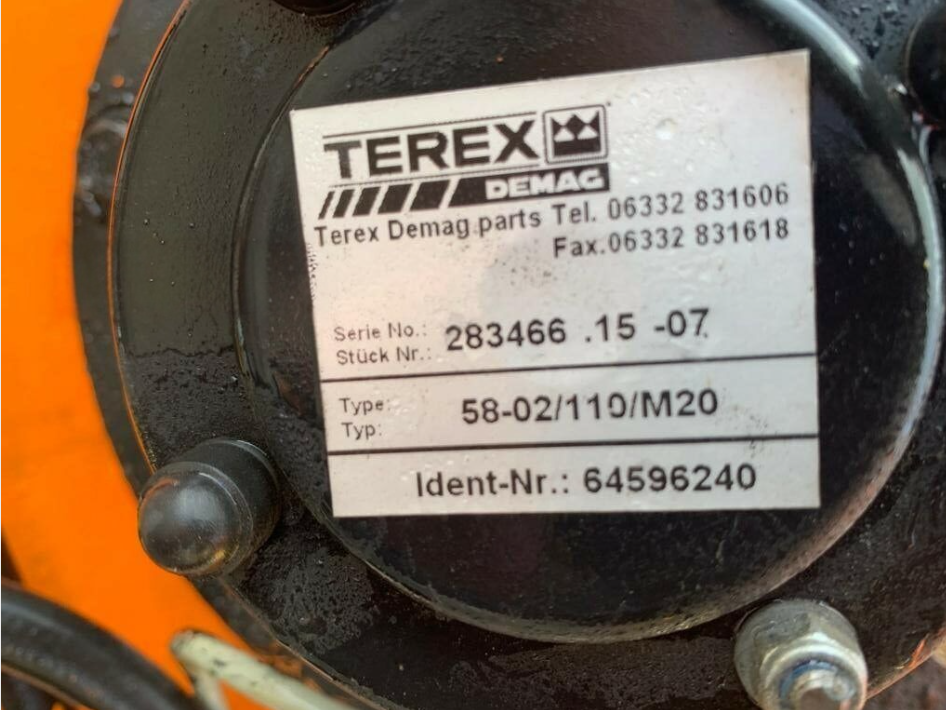 TEREX
DEMAG
Terex Demag parts Tel. 06332 831606
Fax.06332 831618
Serie No.: 283466 .15 -07
Stück Nr.:
Type: 58-02/110/M20
Typ:
Ident-Nr.: 64596240